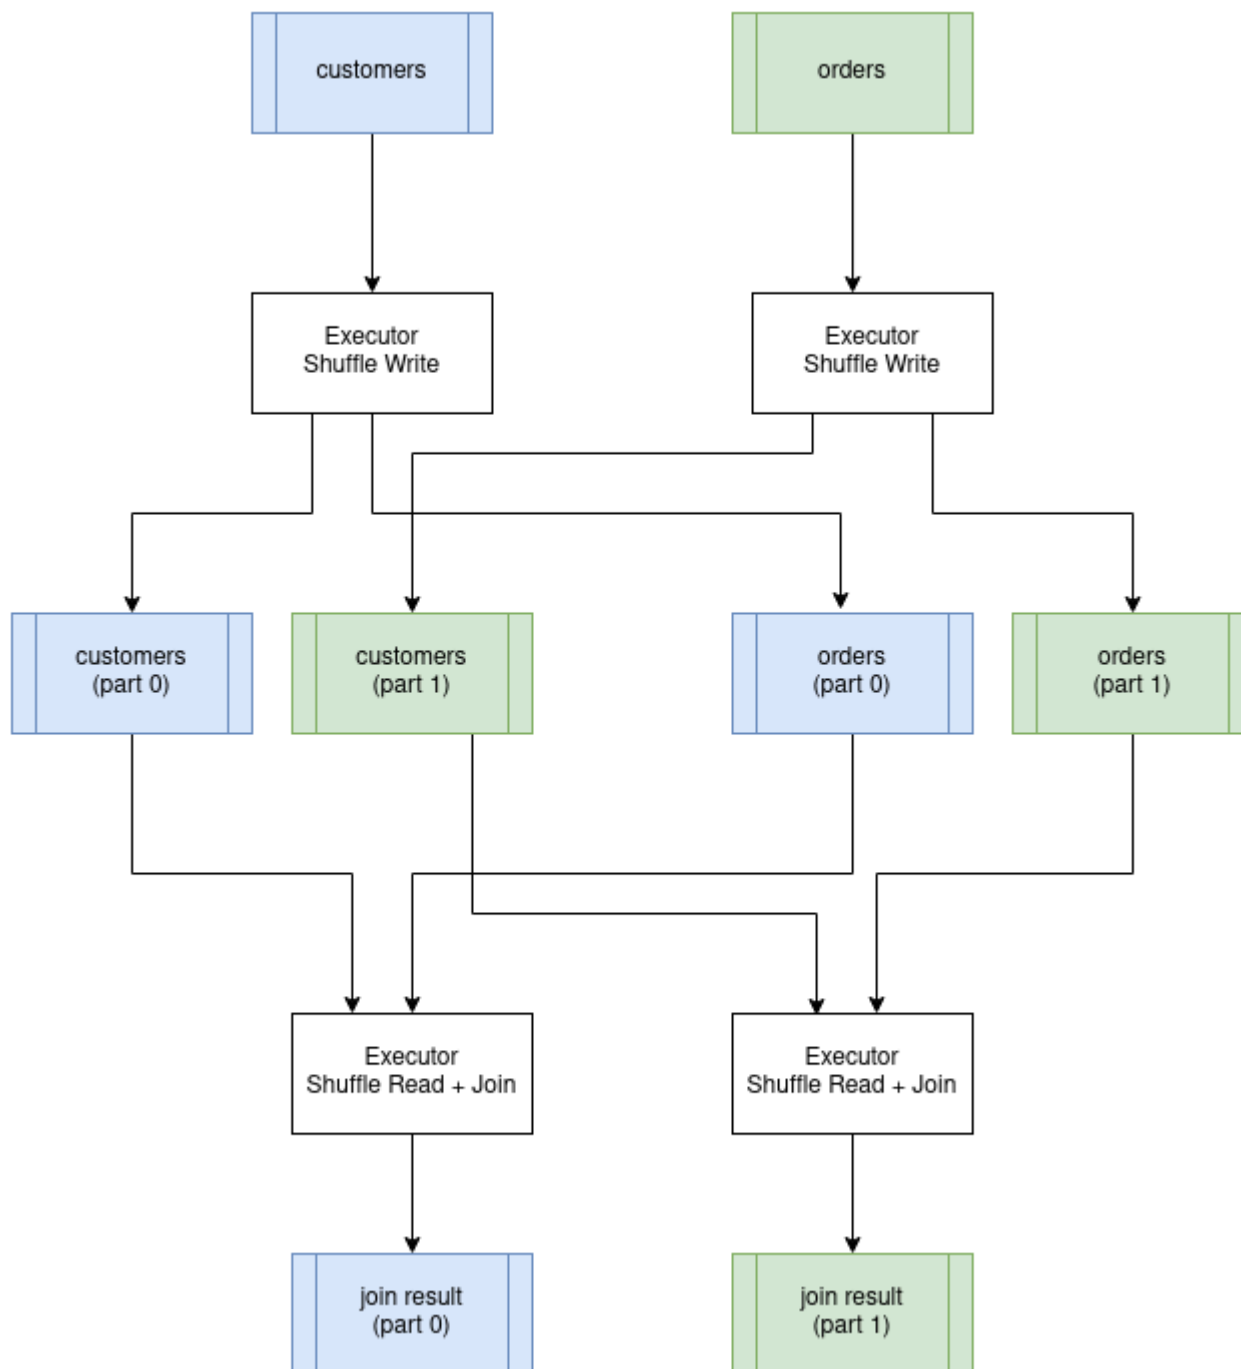 customers
orders
Executor
Shuffle Write
Executor
Shuffle Write
customers
(part 0)
customers
(part 1)
orders
(part 0)
orders
(part 1)
Executor
Shuffle Read + Join
Executor
Shuffle Read + Join
join result
(part 0)
join result
(part 1)